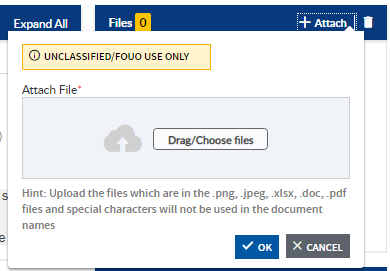 Expand All
Files 0
+ Attach
UNCLASSIFIED/FOUO USE ONLY
Attach File*
Drag/Choose files
Hint: Upload the files which are in the .png, .jpeg, .xlsx, .doc, .pdf
files and special characters will not be used in the document
names
OK
CANCEL